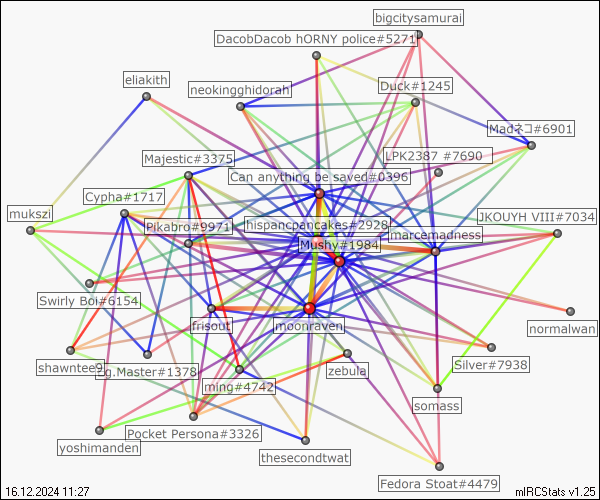 bigcitysamurai
DacobDacob hORNY police#5271
eliakith
neokingghidorah
Duck#1245
Madネコ#6901
Majestic#3375
LPK2387 #7690
Can anything be saved#0396
Cypha#1717
mukszi
Pikabro#9971
hispancpancakes#2928
JKOUYH VIII#7034
marcemadness
Mushy#1984
Swirly Boi#6154
frisout
moonraven
normalwan
shawntee9
.g.Master#1378
ming#4742
zebula
Silver#7938
somass
Pocket Persona#3326
yoshimanden
thesecondtwat
Fedora Stoat#4479
16.12.2024 11:27
mIRCStats v1.25